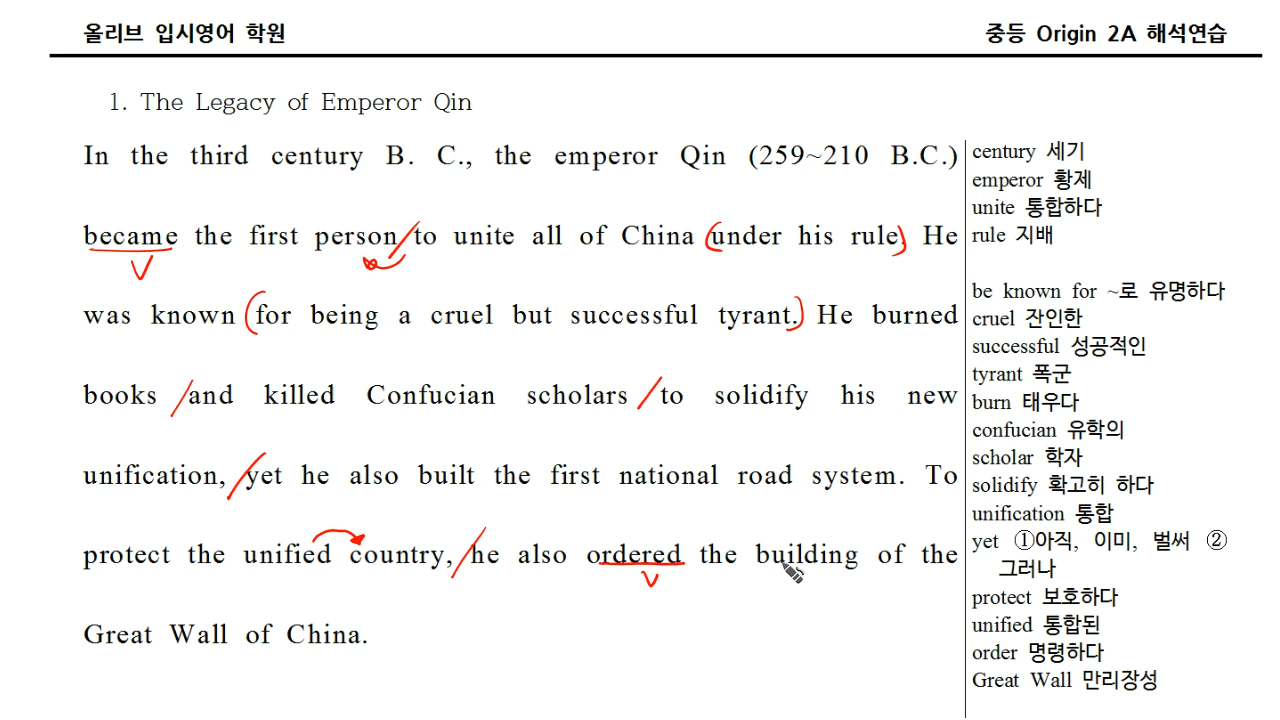 올리브 입시영어 학원
중등 Origin 2A 해석연습
1. The Legacy of Emperor Qin
In the third century B. C., the emperor Qin (259~210 B.C.)
became the first person to unite all of China under his rule. He
was known for being a cruel but successful tyrant. He burned
books and killed Confucian scholars to solidify his new
unification, yet he also built the first national road system. To
protect the unified country, he also ordered the building of the
Great Wall of China.
century 세기
emperor 황제
unite 통합하다
rule 지배
be known for ~로 유명하다
cruel 잔인한
successful 성공적인
tyrant 폭군
burn 태우다
confucian 유학의
scholar 학자
solidify 확고히 하다
unification 통합
yet ①아직, 이미, 벌써 ②
그러나
protect 보호하다
unified 통합된
order 명령하다
Great Wall 만리장성